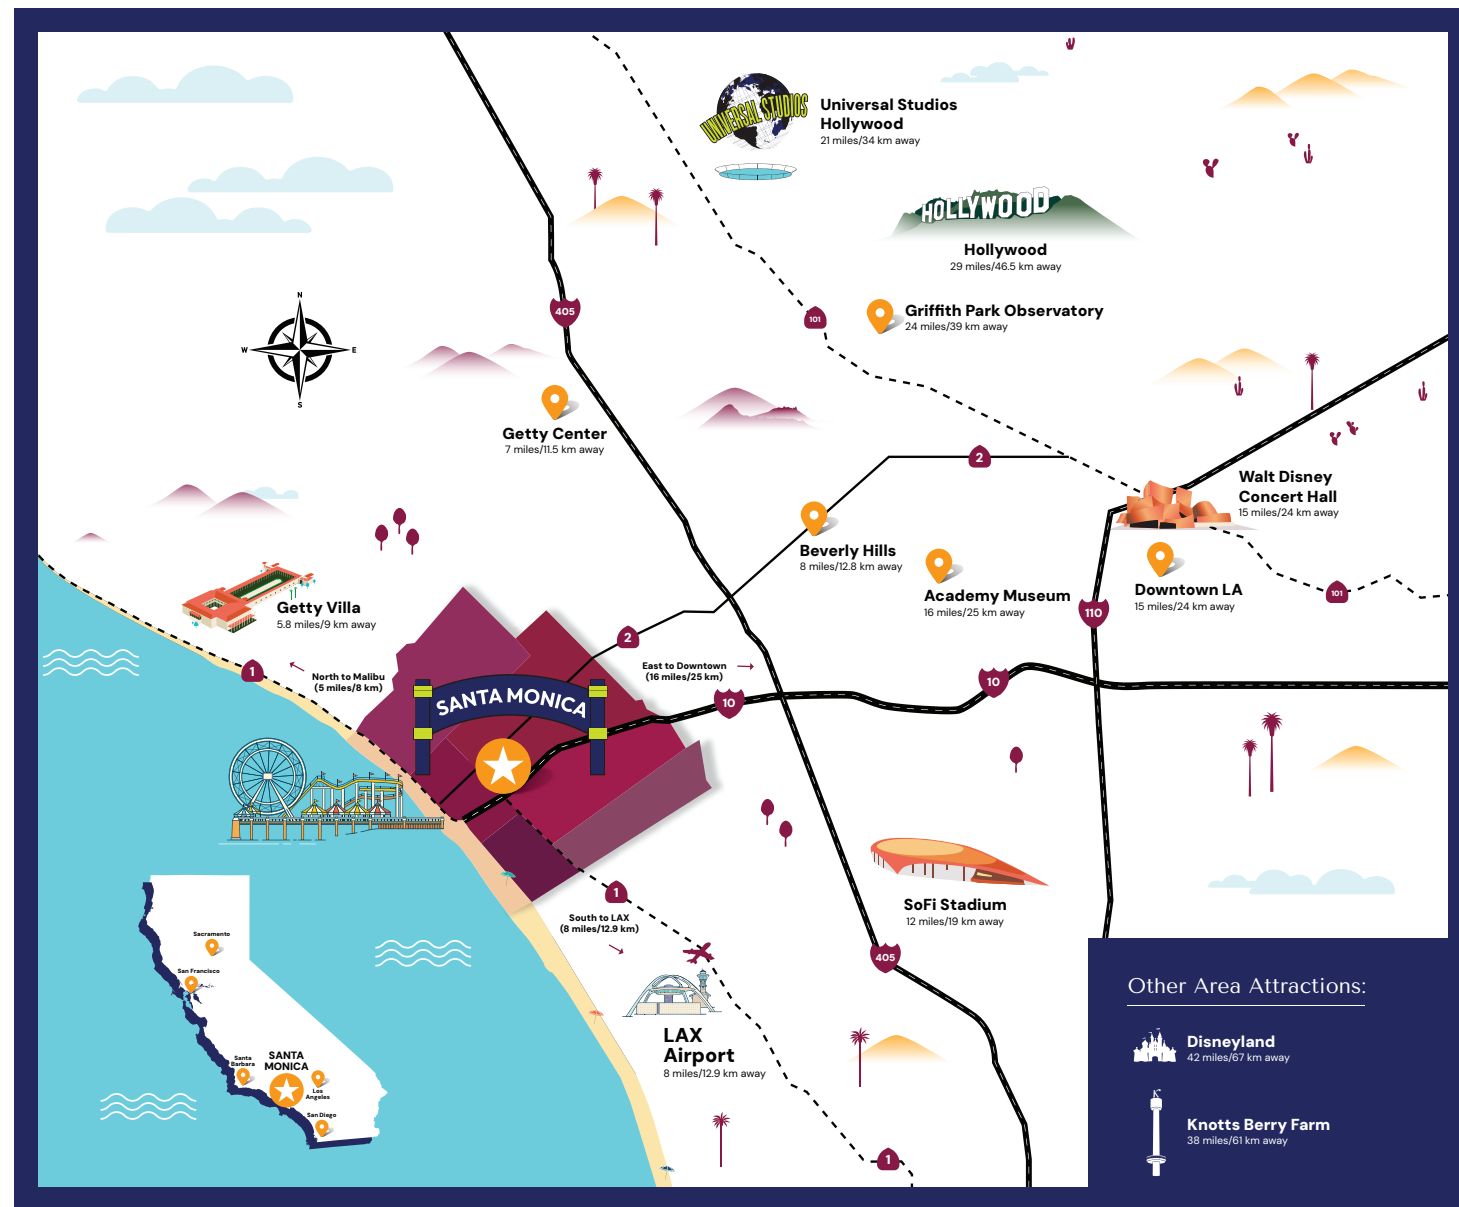 UNIVERSAL STUDIOS
Universal Studios
Hollywood
21 miles/34 km away
HOLLYWOOD
Hollywood
29 miles/46.5 km away
N
W
E
S
405
101
Griffith Park Observatory
24 miles/39 km away
Getty Center
7 miles/11.5 km away
2
Walt Disney
Concert Hall
15 miles/24 km away
Beverly Hills
8 miles/12.8 km away
Academy Museum
16 miles/25 km away
Downtown LA
15 miles/24 km away
101
110
Getty Villa
5.8 miles/9 km away
2
1
North to Malibu
(5 miles/8 km)
East to Downtown
(16 miles/25 km)
10
10
SANTA MONICA
1
South to LAX
(8 miles/12.9 km)
SoFi Stadium
12 miles/19 km away
405
LAX
Airport
8 miles/12.9 km away
1
Sacramento
San Francisco
Santa
Barbara
SANTA
MONICA
Los
Angeles
San Diego
Other Area Attractions:
Disneyland
42 miles/67 km away
K
Knotts Berry Farm
38 miles/61 km away